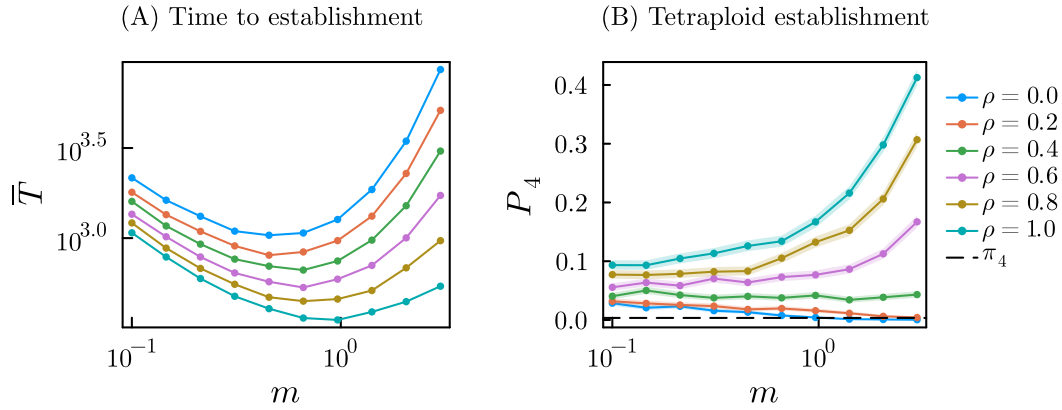 (A) Time to establishment
(B) Tetraploid establishment
T̅
10^3.5
10^3.0
10^−1
10^0
m
P_4
0.4
0.3
0.2
0.1
0.0
10^−1
10^0
m
ρ = 0.0
ρ = 0.2
ρ = 0.4
ρ = 0.6
ρ = 0.8
ρ = 1.0
π_4